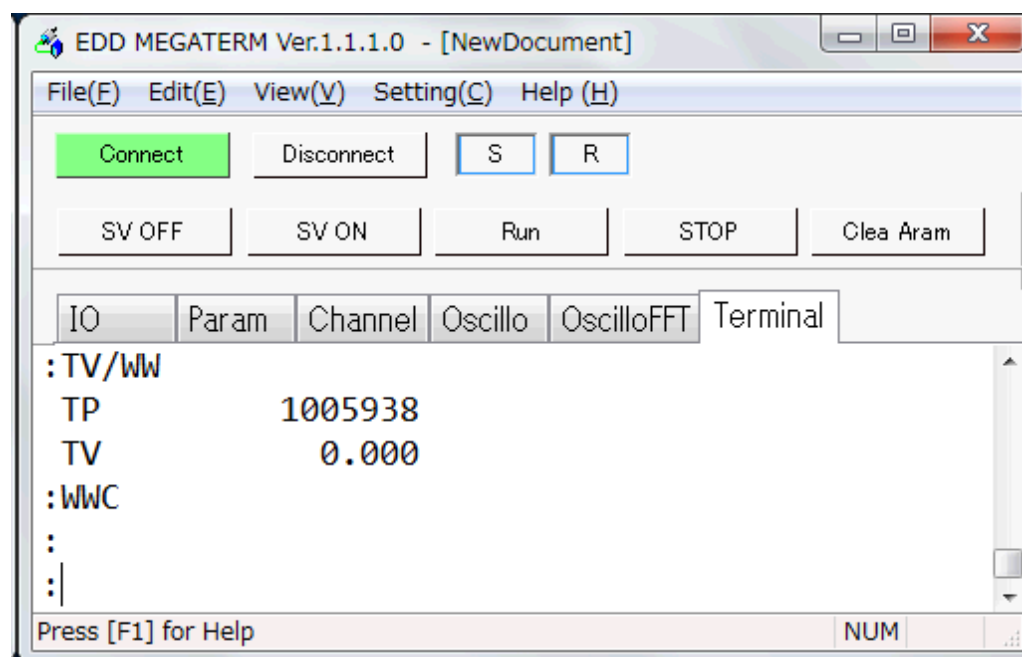 EDD MEGATERM Ver.1.1.1.0 - [NewDocument]
File(F) Edit(E) View(V) Setting(C) Help (H)
Connect Disconnect S R
SV OFF SV ON Run STOP Clea Aram
IO Param Channel Oscillo OscilloFFT Terminal
:TV/WW
TP 1005938
TV 0.000
:WWC
:
:
Press [F1] for Help NUM